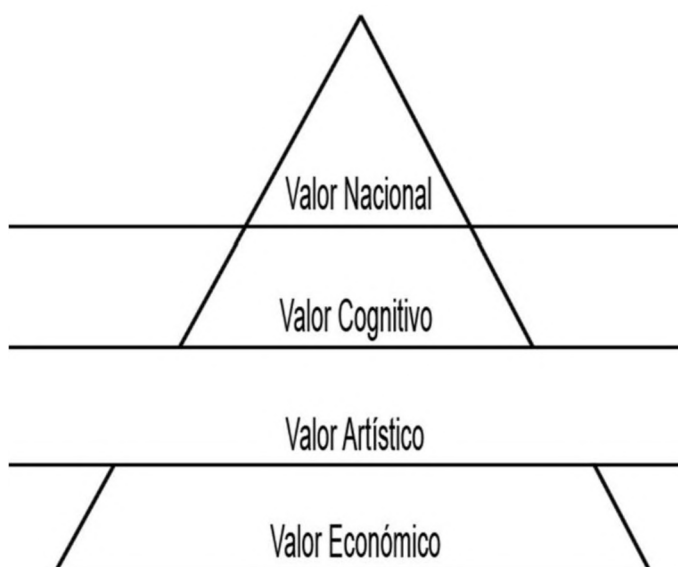 Valor Nacional
Valor Cognitivo
Valor Artístico
Valor Económico